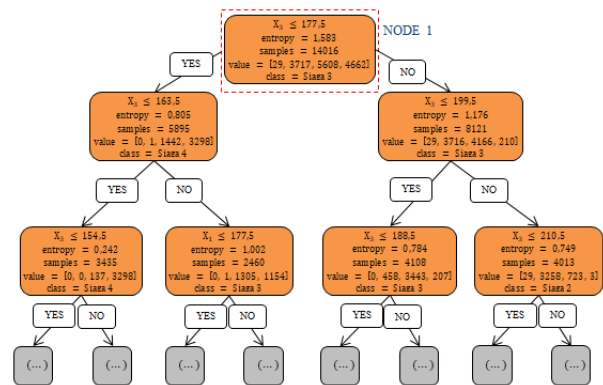 X₃ ≤ 177,5
entropy = 1,583
samples = 14016
value = [29, 3717, 5608, 4662]
class = Siaga 3
NODE 1
YES
NO
X₃ ≤ 163,5
entropy = 0,805
samples = 5895
value = [0, 1, 1442, 3298]
class = Siaga 4
X₃ ≤ 199,5
entropy = 1,176
samples = 8121
value = [29, 3716, 4166, 210]
class = Siaga 3
YES
NO
YES
NO
X₃ ≤ 154,5
entropy = 0,242
samples = 3435
value = [0, 0, 137, 3298]
class = Siaga 4
X₁ ≤ 177,5
entropy = 1,002
samples = 2460
value = [0, 1, 1305, 1154]
class = Siaga 3
X₃ ≤ 188,5
entropy = 0,784
samples = 4108
value = [0, 458, 3443, 207]
class = Siaga 3
X₃ ≤ 210,5
entropy = 0,749
samples = 4013
value = [29, 3258, 723, 3]
class = Siaga 2
YES
NO
YES
NO
YES
NO
YES
NO
(...)
(...)
(...)
(...)
(...)
(...)
(...)
(...)